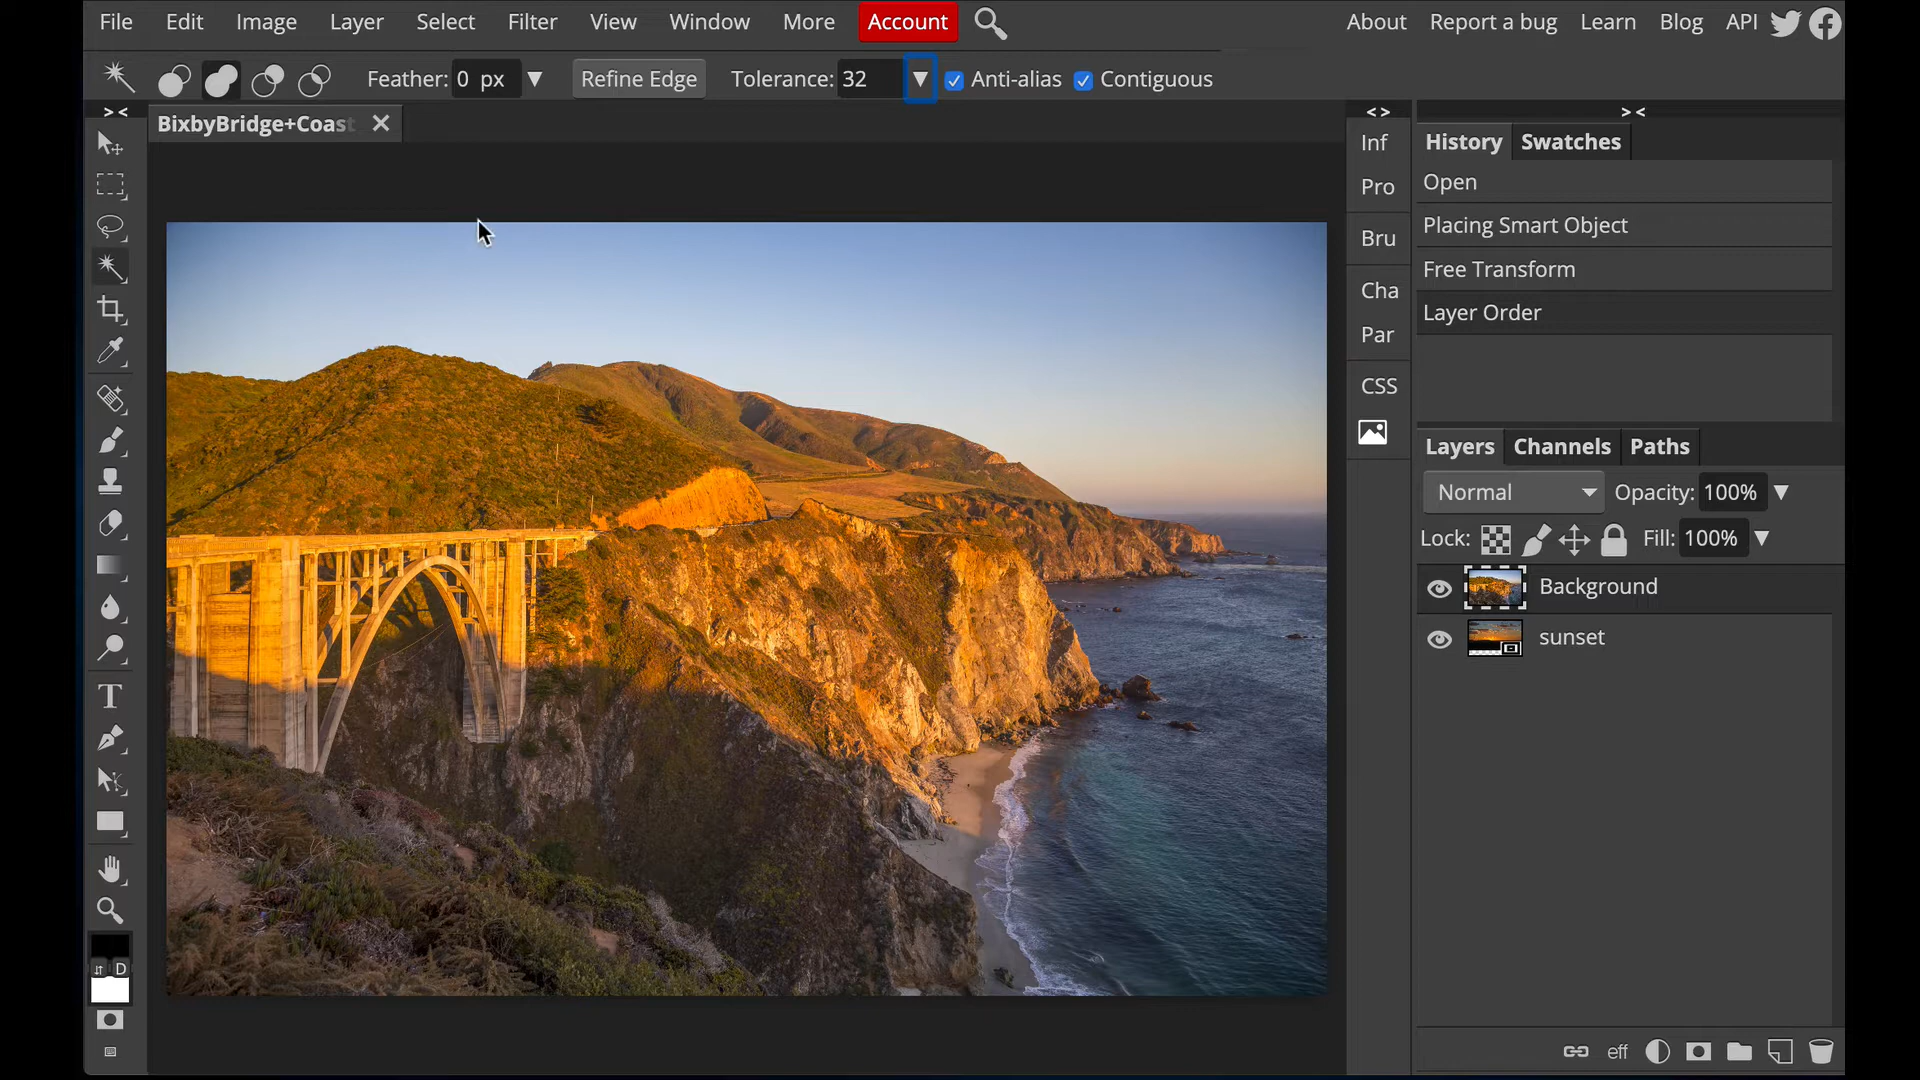 File Edit Image Layer Select Filter View Window More Account About Report a bug Learn Blog API
Feather: 0 px Refine Edge Tolerance: 32 Anti-alias Contiguous
> < < > > <
BixbyBridge+Coast
Inf
Pro
Bru
Cha
Par
CSS
History Swatches
Open
Placing Smart Object
Free Transform
Layer Order
Layers Channels Paths
Normal Opacity: 100%
Lock: Fill: 100%
Background
sunset
T
D
eff